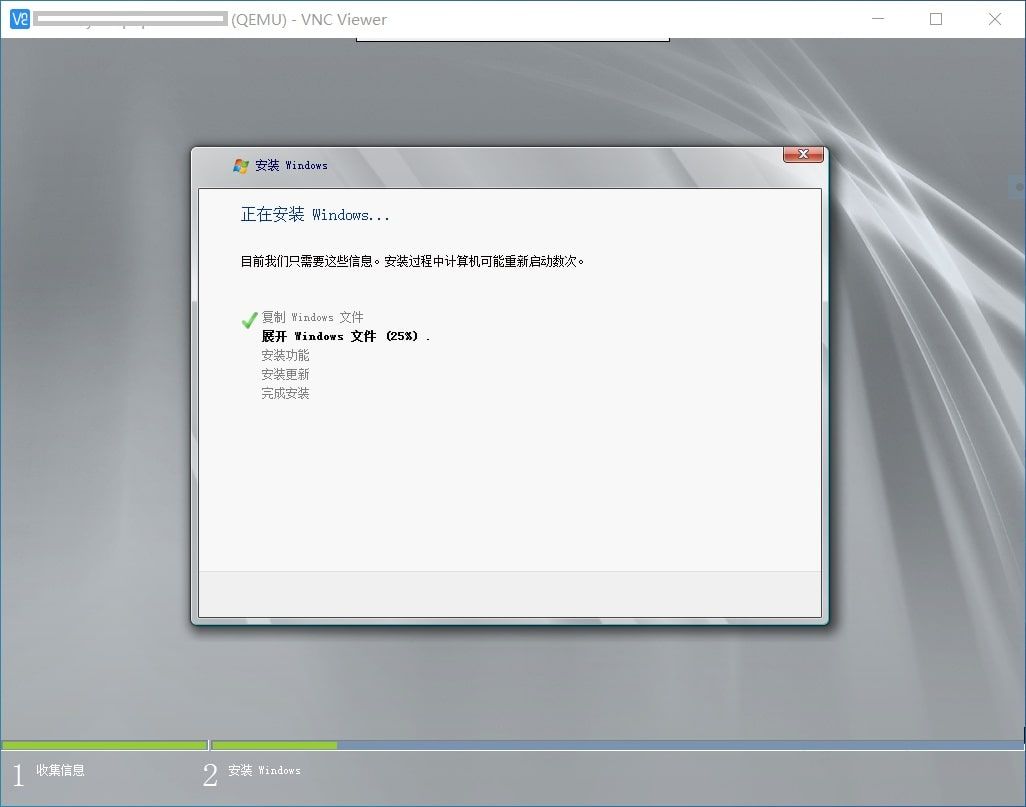 (QEMU) - VNC Viewer
安装 Windows
正在安装 Windows...
目前我们只需要这些信息。安装过程中计算机可能重新启动数次。
复制 Windows 文件
展开 Windows 文件 (25%) .
安装功能
安装更新
完成安装
1 收集信息
2 安装 Windows